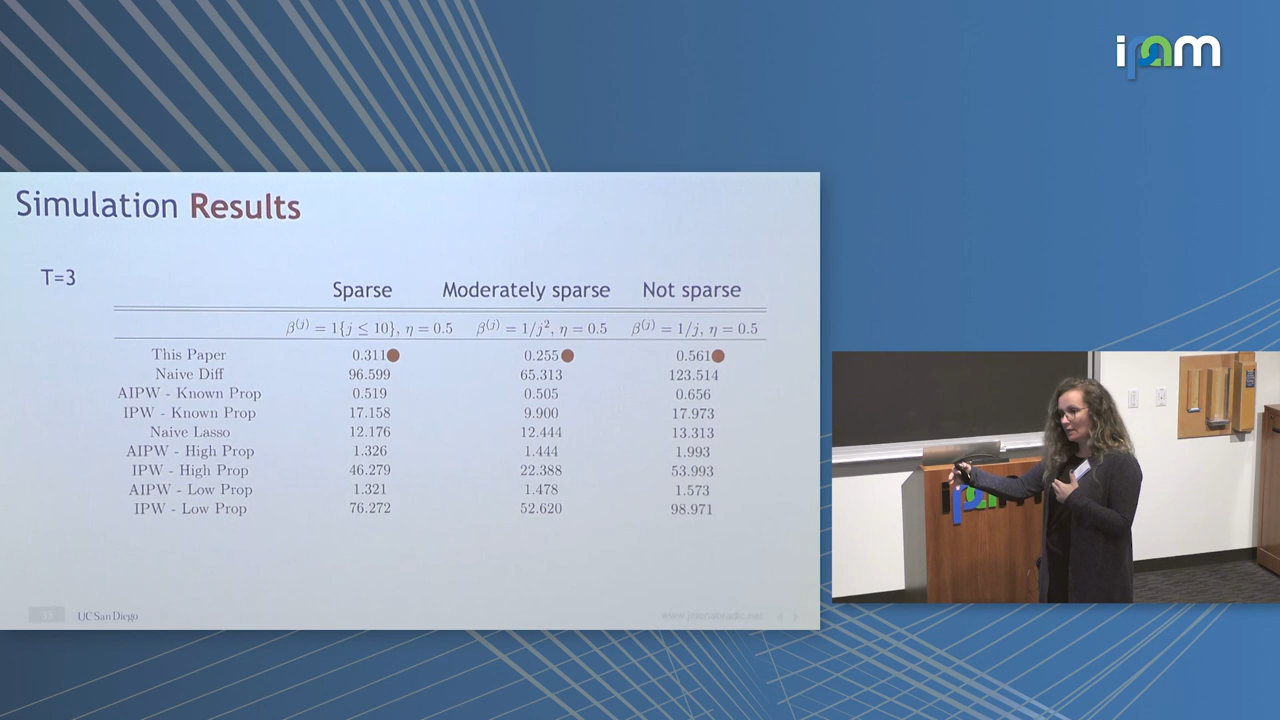 ipam
Simulation Results
T=3
Sparse Moderately sparse Not sparse
β^(j) = 1{j ≤ 10}, η = 0.5 β^(j) = 1/j², η = 0.5 β^(j) = 1/j, η = 0.5
This Paper 0.311 0.255 0.561
Naive Diff 96.599 65.313 123.514
AIPW - Known Prop 0.519 0.505 0.656
IPW - Known Prop 17.158 9.900 17.973
Naive Lasso 12.176 12.444 13.313
AIPW - High Prop 1.326 1.444 1.993
IPW - High Prop 46.279 22.388 53.993
AIPW - Low Prop 1.321 1.478 1.573
IPW - Low Prop 76.272 52.620 98.971
UC San Diego
ipam